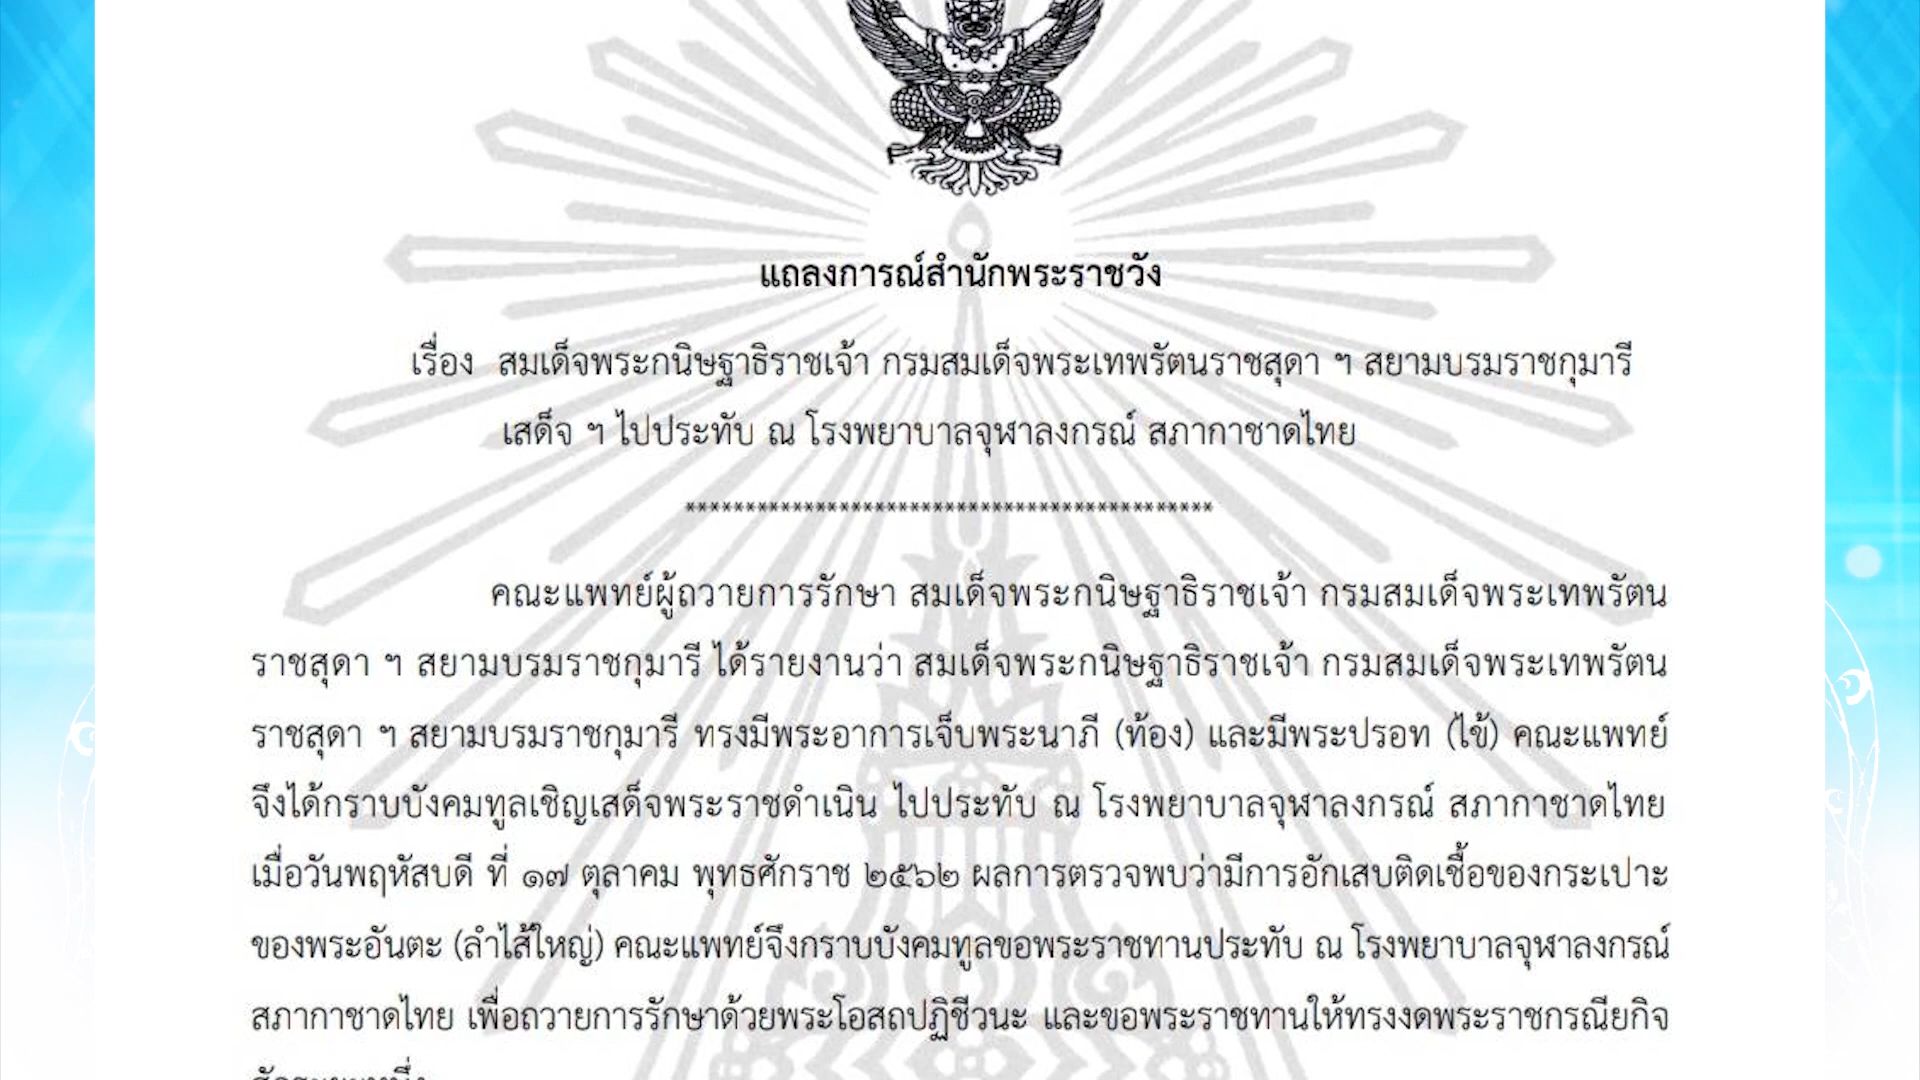 แถลงการณ์สำนักพระราชวัง
เรื่อง สมเด็จพระกนิษฐาธิราชเจ้า กรมสมเด็จพระเทพรัตนราชสุดา ฯ สยามบรมราชกุมารี
เสด็จ ฯ ไปประทับ ณ โรงพยาบาลจุฬาลงกรณ์ สภากาชาดไทย
********************************************
คณะแพทย์ผู้ถวายการรักษา สมเด็จพระกนิษฐาธิราชเจ้า กรมสมเด็จพระเทพรัตน
ราชสุดา ฯ สยามบรมราชกุมารี ได้รายงานว่า สมเด็จพระกนิษฐาธิราชเจ้า กรมสมเด็จพระเทพรัตน
ราชสุดา ฯ สยามบรมราชกุมารี ทรงมีพระอาการเจ็บพระนาภี (ท้อง) และมีพระปรอท (ไข้) คณะแพทย์
จึงได้กราบบังคมทูลเชิญเสด็จพระราชดำเนิน ไปประทับ ณ โรงพยาบาลจุฬาลงกรณ์ สภากาชาดไทย
เมื่อวันพฤหัสบดี ที่ ๑๗ ตุลาคม พุทธศักราช ๒๕๖๒ ผลการตรวจพบว่ามีการอักเสบติดเชื้อของกระเปาะ
ของพระอันตะ (ลำไส้ใหญ่) คณะแพทย์จึงกราบบังคมทูลขอพระราชทานประทับ ณ โรงพยาบาลจุฬาลงกรณ์
สภากาชาดไทย เพื่อถวายการรักษาด้วยพระโอสถปฏิชีวนะ และขอพระราชทานให้ทรงงดพระราชกรณียกิจ